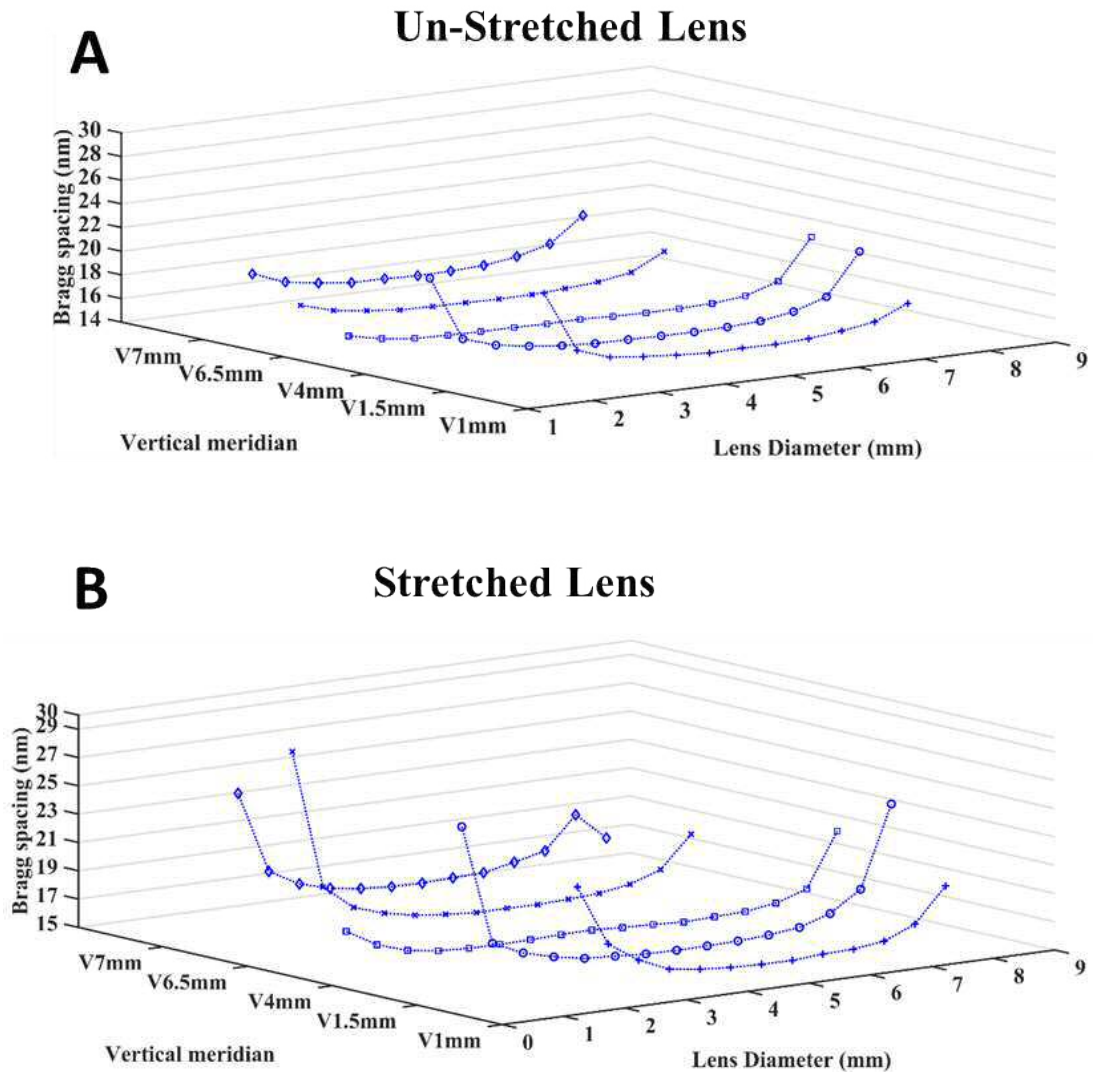 A
Un-Stretched Lens
Bragg spacing (nm)
30
28
26
24
22
20
18
16
14
V7mm
V6.5mm
V4mm
V1.5mm
V1mm
Vertical meridian
1
2
3
4
5
6
7
8
9
Lens Diameter (mm)
B
Stretched Lens
Bragg spacing (nm)
30
29
27
25
23
21
19
17
15
V7mm
V6.5mm
V4mm
V1.5mm
V1mm
Vertical meridian
0
1
2
3
4
5
6
7
8
9
Lens Diameter (mm)